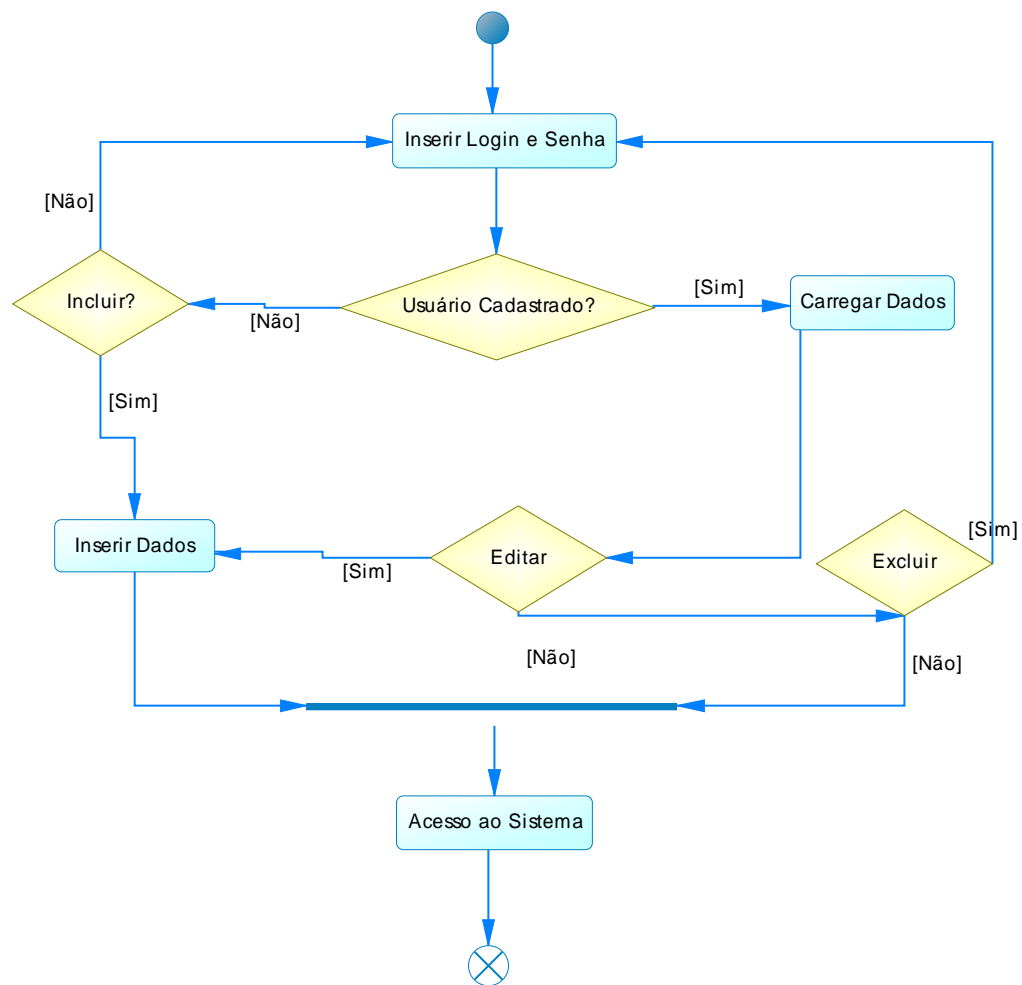 Inserir Login e Senha
[Não]
Incluir?
Usuário Cadastrado?
[Sim]
Carregar Dados
[Não]
[Sim]
Inserir Dados
Editar
[Sim]
Excluir
[Sim]
[Não]
[Não]
Acesso ao Sistema